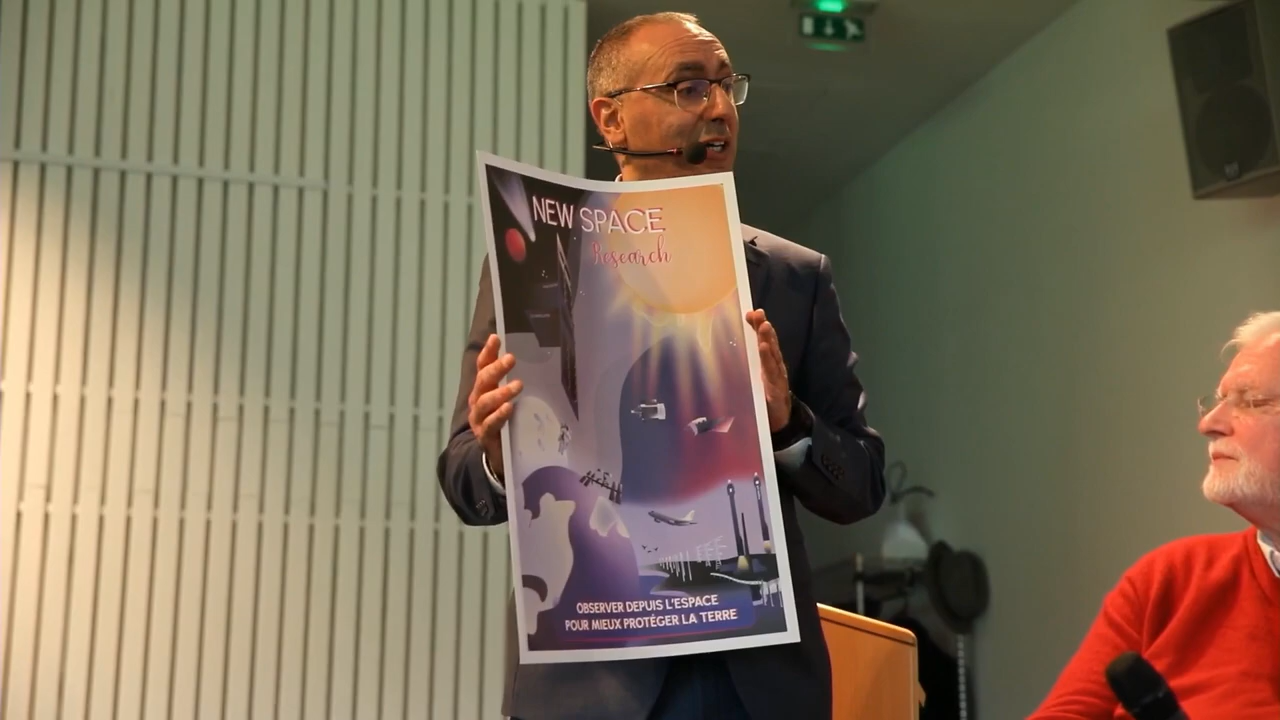 NEW SPACE
Research
OBSERVER DEPUIS L'ESPACE
POUR MIEUX PROTÉGER LA TERRE